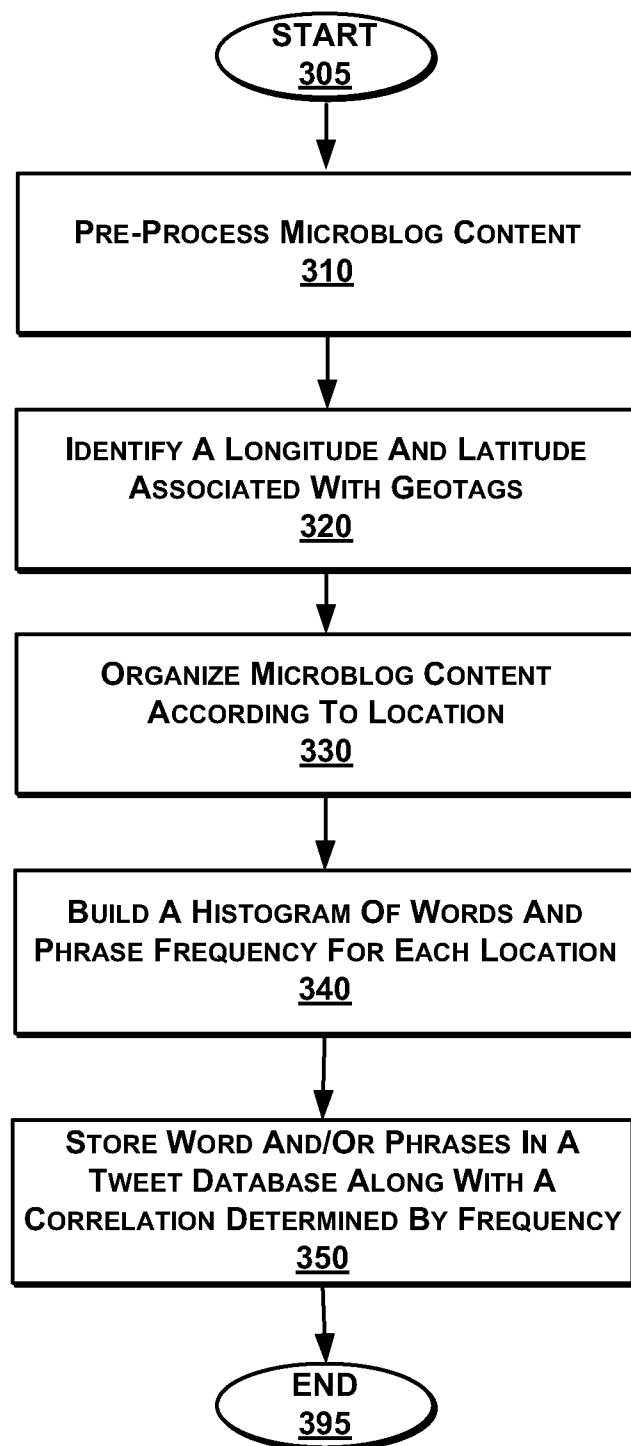 START
305
PRE-PROCESS MICROBLOG CONTENT
310
IDENTIFY A LONGITUDE AND LATITUDE
ASSOCIATED WITH GEOTAGS
320
ORGANIZE MICROBLOG CONTENT
ACCORDING TO LOCATION
330
BUILD A HISTOGRAM OF WORDS AND
PHRASE FREQUENCY FOR EACH LOCATION
340
STORE WORD AND/OR PHRASES IN A
TWEET DATABASE ALONG WITH A
CORRELATION DETERMINED BY FREQUENCY
350
END
395